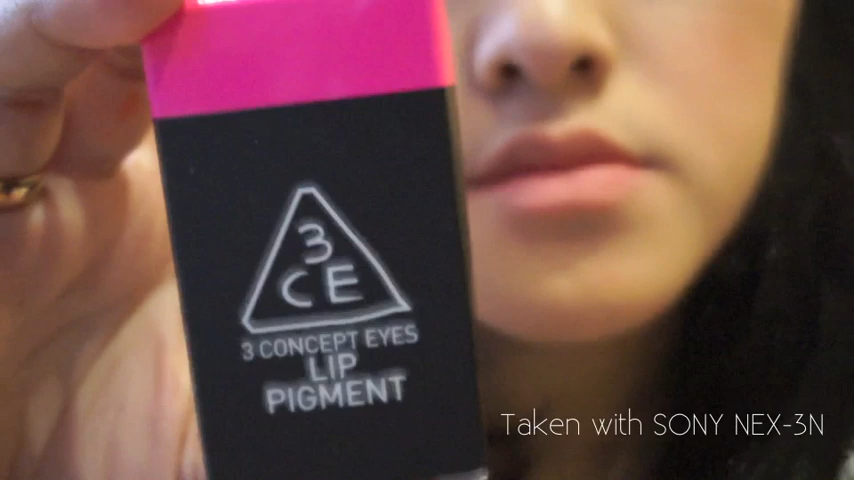 3
CE
3 CONCEPT EYES
LIP
PIGMENT
Taken with SONY NEX-3N